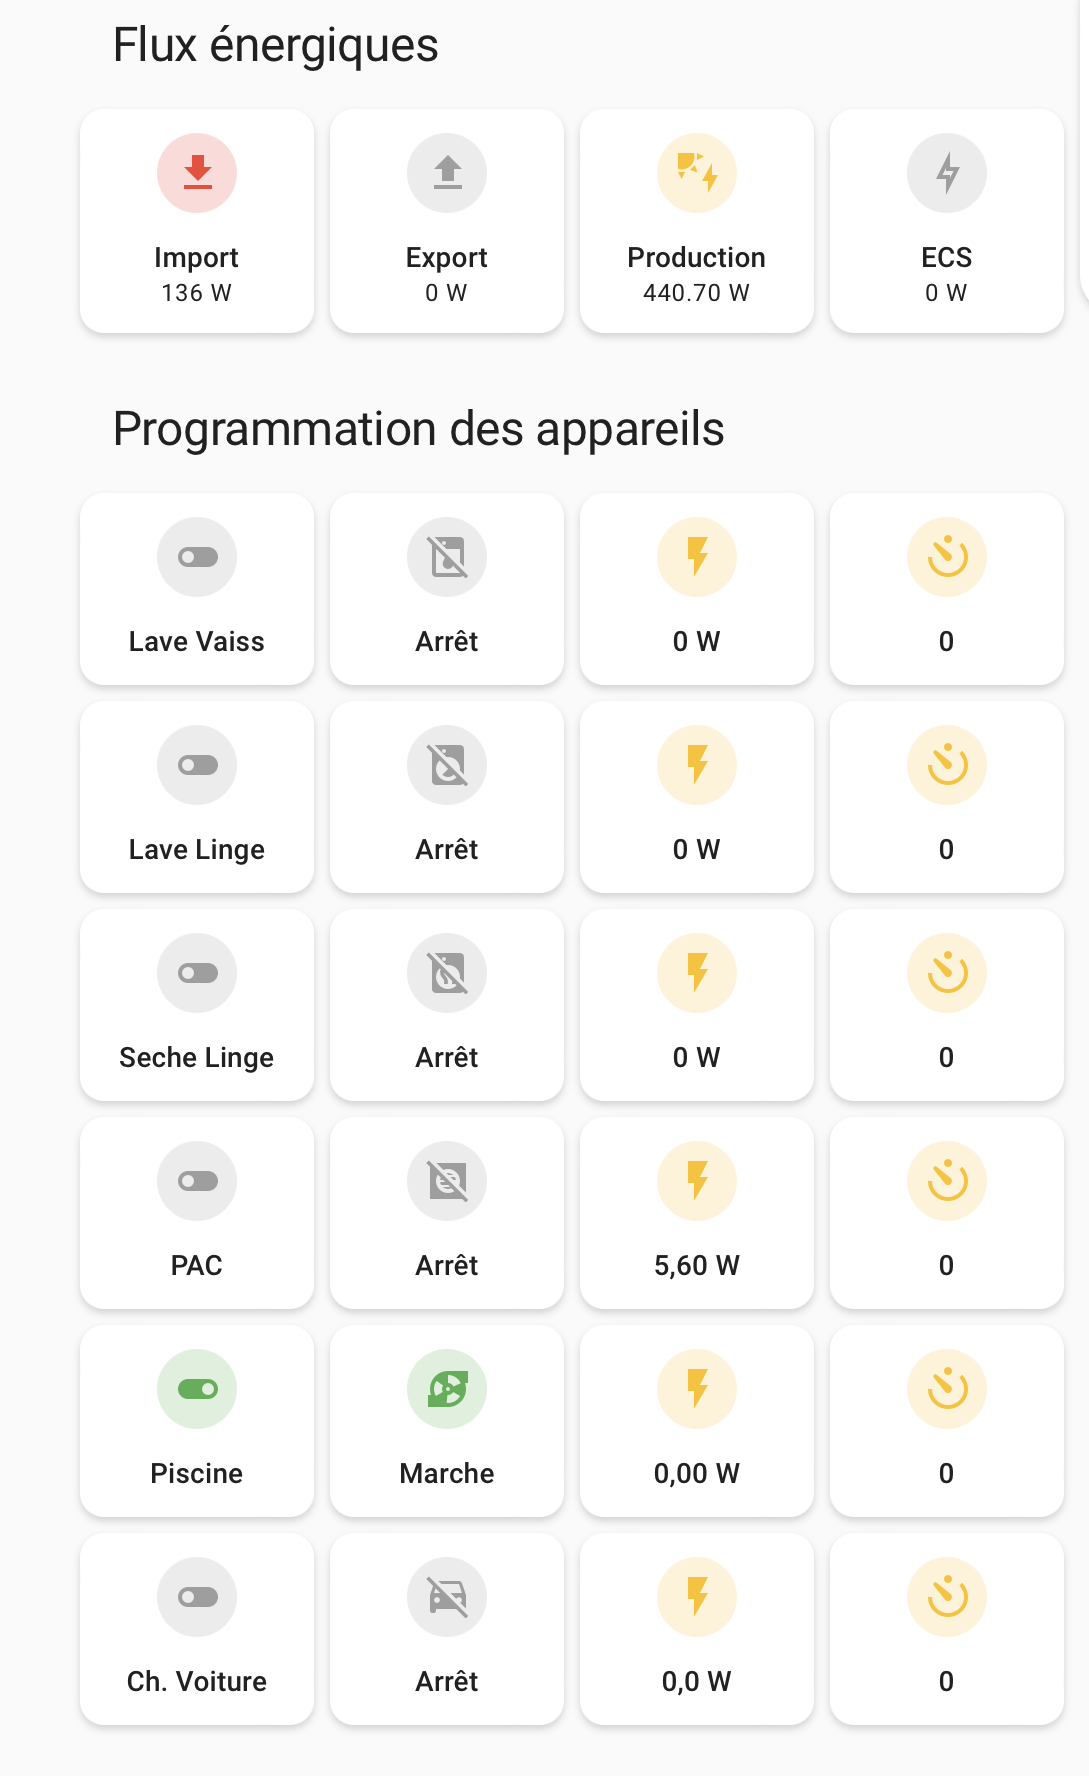 Flux énergiques
Import
136 W
Export
0 W
Production
440.70 W
ECS
0 W
Programmation des appareils
Lave Vaiss
Arrêt
0 W
0
Lave Linge
Arrêt
0 W
0
Seche Linge
Arrêt
0 W
0
PAC
Arrêt
5,60 W
0
Piscine
Marche
0,00 W
0
Ch. Voiture
Arrêt
0,0 W
0